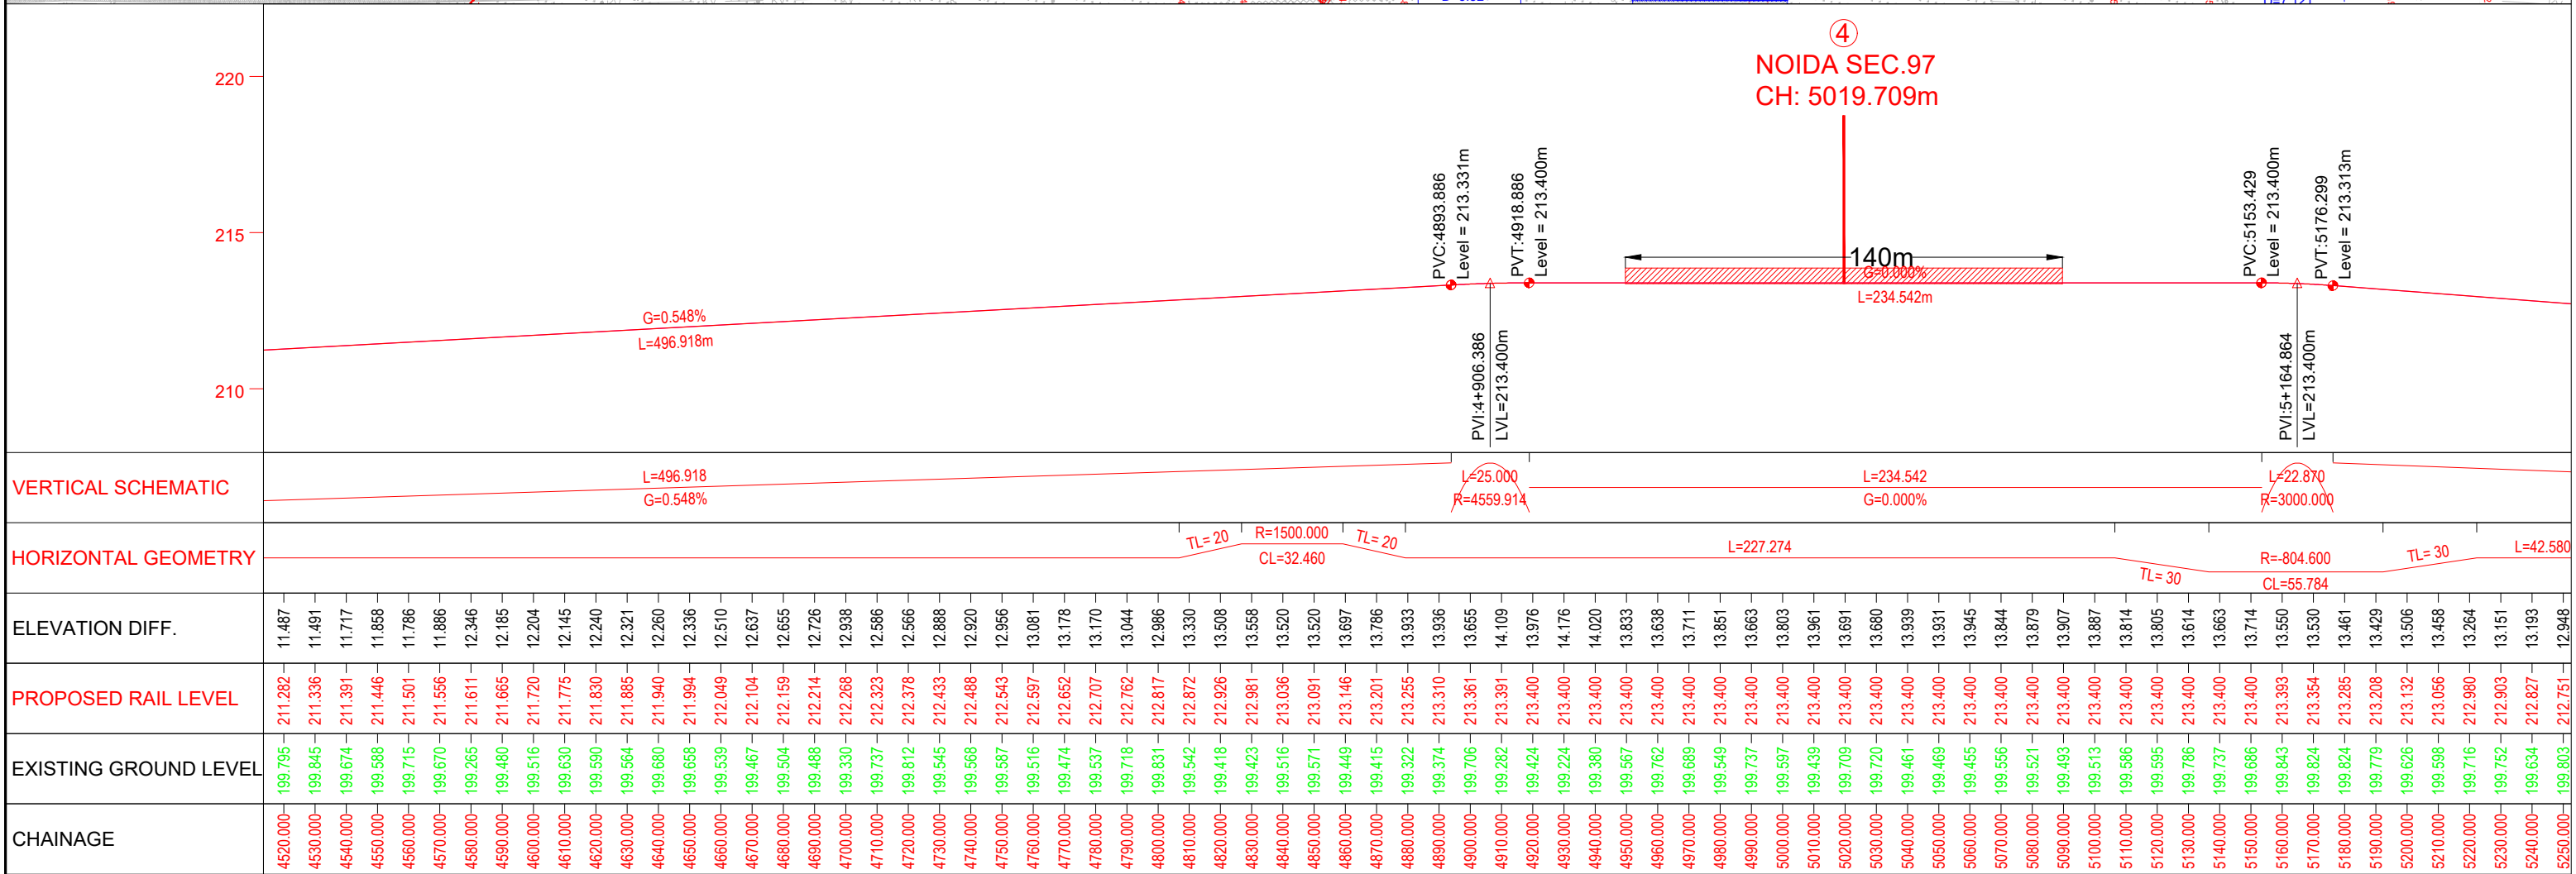 ④
NOIDA SEC.97
CH: 5019.709m
220
215
210
PVC:4893.886
Level = 213.331m
PVT:4918.886
Level = 213.400m
PVC:5153.429
Level = 213.400m
PVT:5176.299
Level = 213.313m
140m
G=0.000%
L=234.542m
G=0.548%
L=496.918m
PVI:4+906.386
LVL=213.400m
PVI:5+164.864
LVL=213.400m
VERTICAL SCHEMATIC
L=496.918
G=0.548%
L=25.000
R=4559.914
L=234.542
G=0.000%
L=22.870
R=3000.000
HORIZONTAL GEOMETRY
TL= 20
R=1500.000
CL=32.460
TL= 20
L=227.274
TL= 30
R=-804.600
CL=55.784
TL= 30
L=42.580
ELEVATION DIFF. 11.487 11.491 11.717 11.858 11.786 11.886 12.346 12.185 12.204 12.145 12.240 12.321 12.260 12.336 12.510 12.637 12.655 12.726 12.938 12.586 12.566 12.888 12.920 12.956 13.081 13.178 13.170 13.044 12.986 13.330 13.508 13.558 13.520 13.520 13.697 13.786 13.933 13.936 13.655 14.109 13.976 14.176 14.020 13.833 13.638 13.711 13.851 13.663 13.803 13.961 13.691 13.680 13.939 13.931 13.945 13.844 13.879 13.907 13.887 13.814 13.805 13.614 13.663 13.714 13.550 13.530 13.461 13.429 13.506 13.458 13.264 13.151 13.193 12.948
PROPOSED RAIL LEVEL 211.282 211.336 211.391 211.446 211.501 211.556 211.611 211.665 211.720 211.775 211.830 211.885 211.940 211.994 212.049 212.104 212.159 212.214 212.268 212.323 212.378 212.433 212.488 212.543 212.597 212.652 212.707 212.762 212.817 212.872 212.926 212.981 213.036 213.091 213.146 213.201 213.255 213.310 213.361 213.391 213.400 213.400 213.400 213.400 213.400 213.400 213.400 213.400 213.400 213.400 213.400 213.400 213.400 213.400 213.400 213.400 213.400 213.400 213.400 213.400 213.400 213.400 213.400 213.400 213.393 213.354 213.285 213.208 213.132 213.056 212.980 212.903 212.827 212.751
EXISTING GROUND LEVEL 199.795 199.845 199.674 199.588 199.715 199.670 199.265 199.480 199.516 199.630 199.590 199.564 199.680 199.658 199.539 199.467 199.504 199.488 199.330 199.737 199.812 199.545 199.568 199.587 199.516 199.474 199.537 199.718 199.831 199.542 199.418 199.423 199.516 199.571 199.449 199.415 199.322 199.374 199.706 199.282 199.424 199.224 199.380 199.567 199.762 199.689 199.549 199.737 199.597 199.439 199.709 199.720 199.461 199.469 199.455 199.556 199.521 199.493 199.513 199.586 199.595 199.786 199.737 199.686 199.843 199.824 199.824 199.779 199.626 199.598 199.716 199.752 199.634 199.803
CHAINAGE 4520.000 4530.000 4540.000 4550.000 4560.000 4570.000 4580.000 4590.000 4600.000 4610.000 4620.000 4630.000 4640.000 4650.000 4660.000 4670.000 4680.000 4690.000 4700.000 4710.000 4720.000 4730.000 4740.000 4750.000 4760.000 4770.000 4780.000 4790.000 4800.000 4810.000 4820.000 4830.000 4840.000 4850.000 4860.000 4870.000 4880.000 4890.000 4900.000 4910.000 4920.000 4930.000 4940.000 4950.000 4960.000 4970.000 4980.000 4990.000 5000.000 5010.000 5020.000 5030.000 5040.000 5050.000 5060.000 5070.000 5080.000 5090.000 5100.000 5110.000 5120.000 5130.000 5140.000 5150.000 5160.000 5170.000 5180.000 5190.000 5200.000 5210.000 5220.000 5230.000 5240.000 5250.000